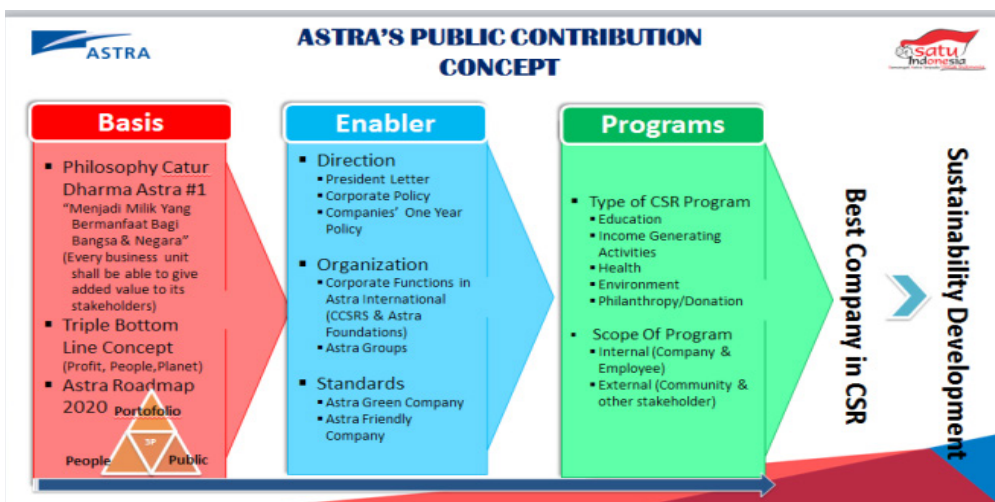 ASTRA
ASTRA'S PUBLIC CONTRIBUTION
CONCEPT
satu
Indonesia
Basis
Philosophy Catur
Dharma Astra #1
"Menjadi Milik Yang
Bermanfaat Bagi
Bangsa & Negara"
(Every business unit
shall be able to give
added value to its
stakeholders)
Triple Bottom
Line Concept
(Profit, People,Planet)
Astra Roadmap
2020
Portofolio
3P
People
Public
Enabler
Direction
President Letter
Corporate Policy
Companies' One Year
Policy
Organization
Corporate Functions in
Astra International
(CCSRS & Astra
Foundations)
Astra Groups
Standards
Astra Green Company
Astra Friendly
Company
Programs
Type of CSR Program
Education
Income Generating
Activities
Health
Environment
Philanthropy/Donation
Scope Of Program
Internal (Company &
Employee)
External (Community &
other stakeholder)
Best Company in CSR
Sustainability Development